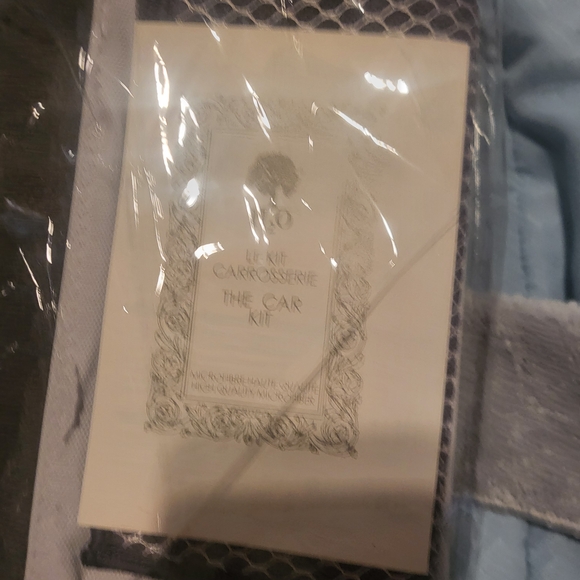 LE KIT
CARROSSERIE
THE CAR
KIT
MICROFIBRE HAUTE QUALITÉ
HIGH QUALITY MICROFIBER